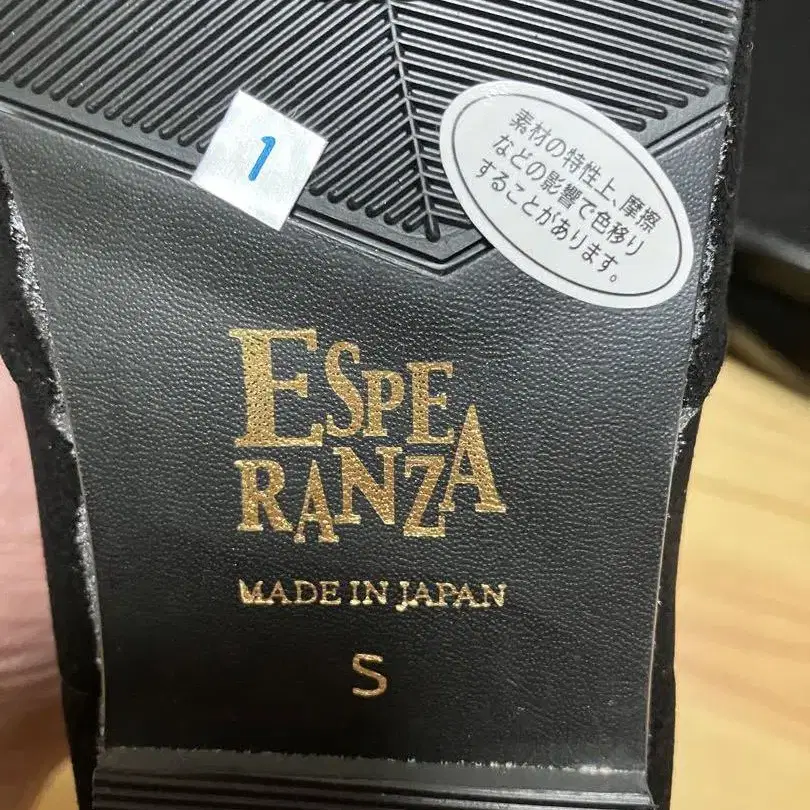 1
素材の特性上、摩擦
などの影響で色移り
することがあります。
ESPE
RANZA
MADE IN JAPAN
S